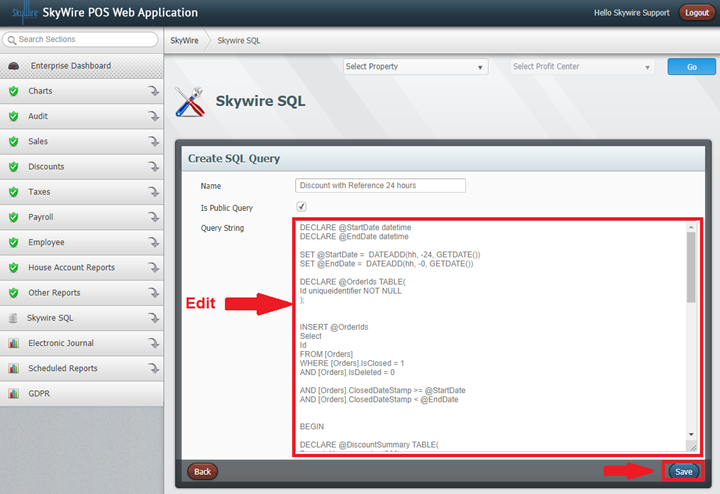 SkyWire SkyWire POS Web Application
Hello Skywire Support
Logout
Search Sections
SkyWire
Skywire SQL
Enterprise Dashboard
Charts
Audit
Sales
Discounts
Taxes
Payroll
Employee
House Account Reports
Other Reports
Skywire SQL
Electronic Journal
Scheduled Reports
GDPR
Select Property
Select Profit Center
Go
Skywire SQL
Create SQL Query
Name
Discount with Reference 24 hours
Is Public Query
Query String
DECLARE @StartDate datetime
DECLARE @EndDate datetime
SET @StartDate = DATEADD(hh, -24, GETDATE())
SET @EndDate = DATEADD(hh, -0, GETDATE())
DECLARE @OrderIds TABLE(
Id uniqueidentifier NOT NULL
);
INSERT @OrderIds
Select
Id
FROM [Orders]
WHERE [Orders].IsClosed = 1
AND [Orders].IsDeleted = 0
AND [Orders].ClosedDateStamp >= @StartDate
AND [Orders].ClosedDateStamp < @EndDate
BEGIN
DECLARE @DiscountSummary TABLE(
Edit
Back
Save